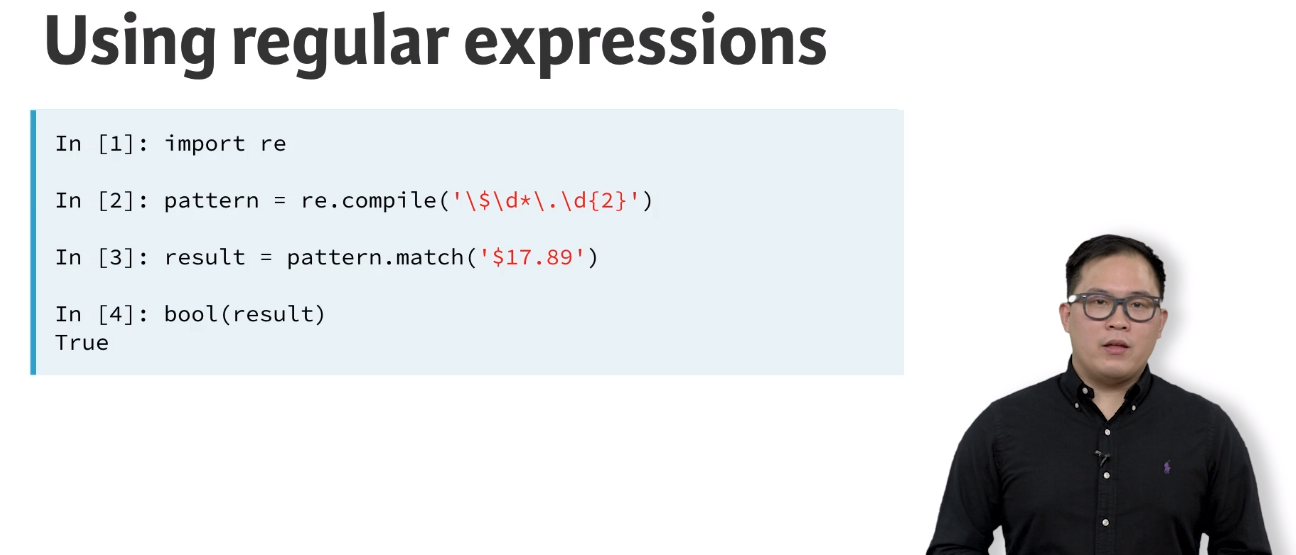 Using regular expressions
In [1]: import re
In [2]: pattern = re.compile('\$\d*\.\d{2}')
In [3]: result = pattern.match('$17.89')
In [4]: bool(result)
True